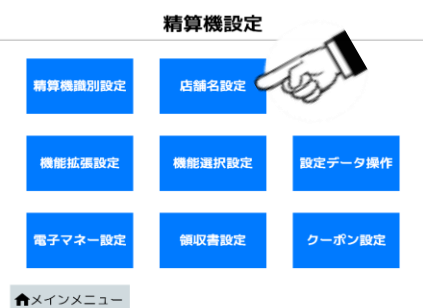 精算機設定
精算機識別設定
店舗名設定
機能拡張設定
機能選択設定
設定データ操作
電子マネー設定
領収書設定
クーポン設定
メインメニュー